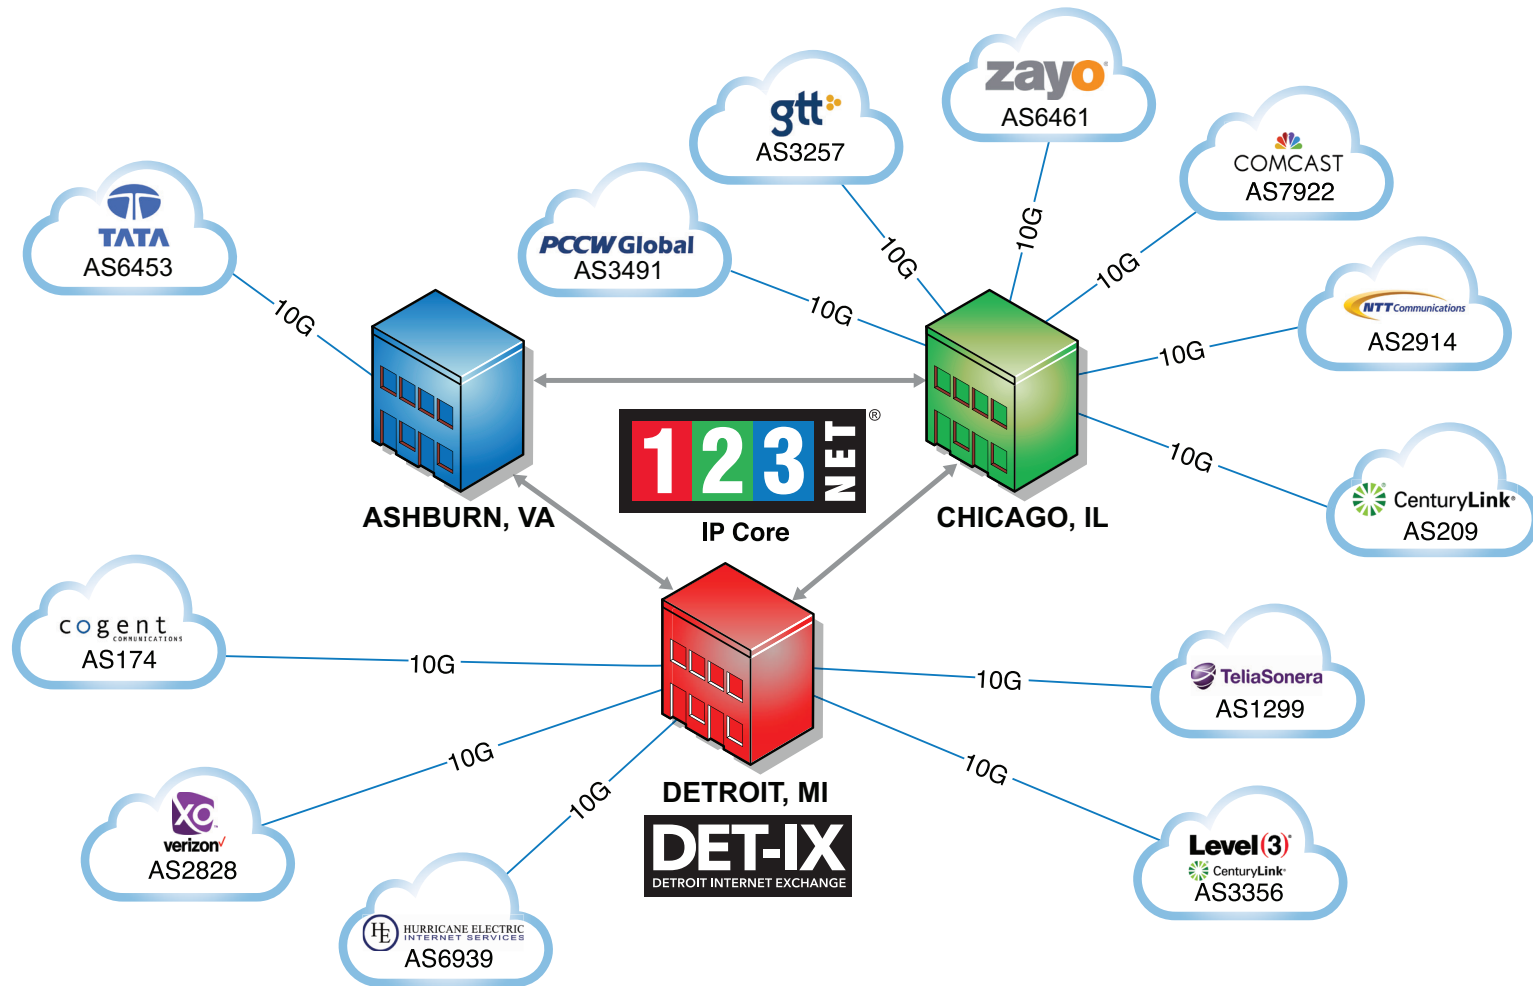 zayo
AS6461
gtt
AS3257
COMCAST
AS7922
TATA
AS6453
PCCW Global
AS3491
10G
10G
10G
10G
10G
10G
10G
NTT Communications
AS2914
1 2 3 NET ®
IP Core
ASHBURN, VA
CHICAGO, IL
CenturyLink®
AS209
cogent
COMMUNICATIONS
AS174
10G
10G
TeliaSonera
AS1299
10G
10G
10G
DETROIT, MI
DET-IX
DETROIT INTERNET EXCHANGE
XO
verizon
AS2828
Level(3)®
CenturyLink®
AS3356
HE
HURRICANE ELECTRIC
INTERNET SERVICES
AS6939